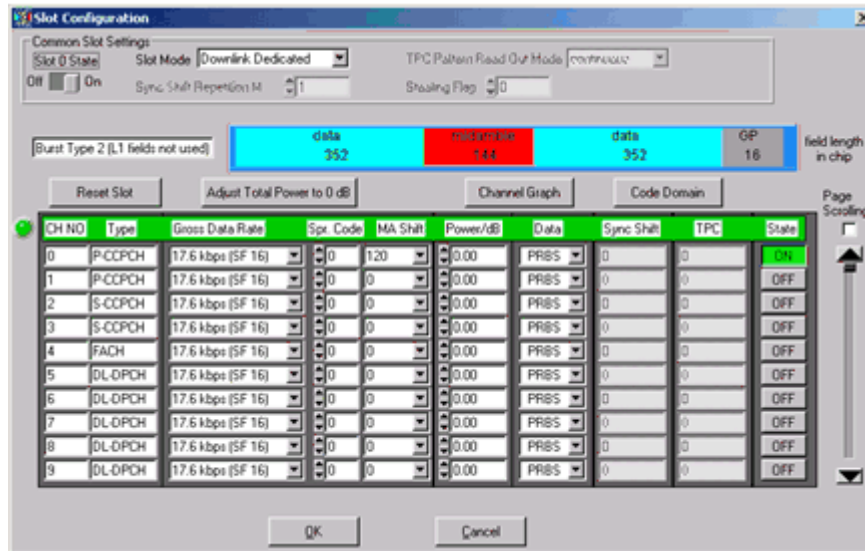 Slot Configuration
Common Slot Settings
Slot 0 State
Off On
Slot Mode Downlink Dedicated
TPC Pattern Read Out Mode continuous
Sync Shift Repetition M 1
Stealing Flag 0
Burst Type 2 (L1 fields not used)
data data GP
352 144 352 16
field length
in chip
Reset Slot Adjust Total Power to 0 dB Channel Graph Code Domain
Page
Scrolling
CH NO Type Gross Data Rate Spr. Code MA Shift Power/dB Data Sync Shift TPC State
0 P-CCPCH 17.6 kbps (SF 16) 0 120 0.00 PRBS 0 0 ON
1 P-CCPCH 17.6 kbps (SF 16) 0 0 0.00 PRBS 0 0 OFF
2 S-CCPCH 17.6 kbps (SF 16) 0 0 0.00 PRBS 0 0 OFF
3 S-CCPCH 17.6 kbps (SF 16) 0 0 0.00 PRBS 0 0 OFF
4 FACH 17.6 kbps (SF 16) 0 0 0.00 PRBS 0 0 OFF
5 DL-DPCH 17.6 kbps (SF 16) 0 0 0.00 PRBS 0 0 OFF
6 DL-DPCH 17.6 kbps (SF 16) 0 0 0.00 PRBS 0 0 OFF
7 DL-DPCH 17.6 kbps (SF 16) 0 0 0.00 PRBS 0 0 OFF
8 DL-DPCH 17.6 kbps (SF 16) 0 0 0.00 PRBS 0 0 OFF
9 DL-DPCH 17.6 kbps (SF 16) 0 0 0.00 PRBS 0 0 OFF
OK Cancel